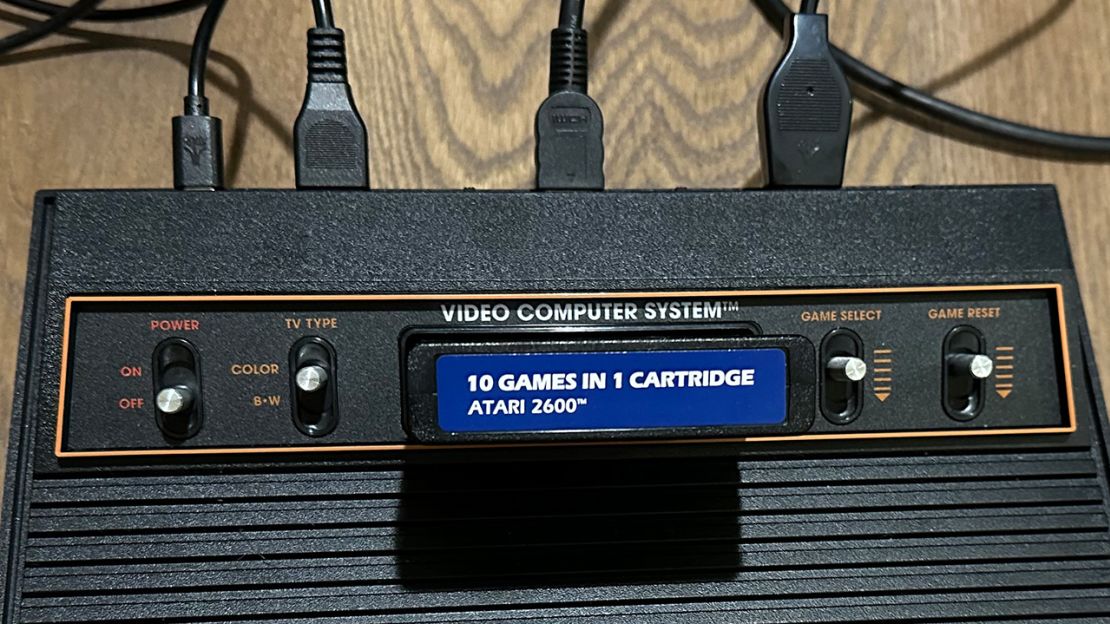 HDMI
VIDEO COMPUTER SYSTEM™
POWER
ON
OFF
TV TYPE
COLOR
B•W
10 GAMES IN 1 CARTRIDGE
ATARI 2600™
GAME SELECT
GAME RESET